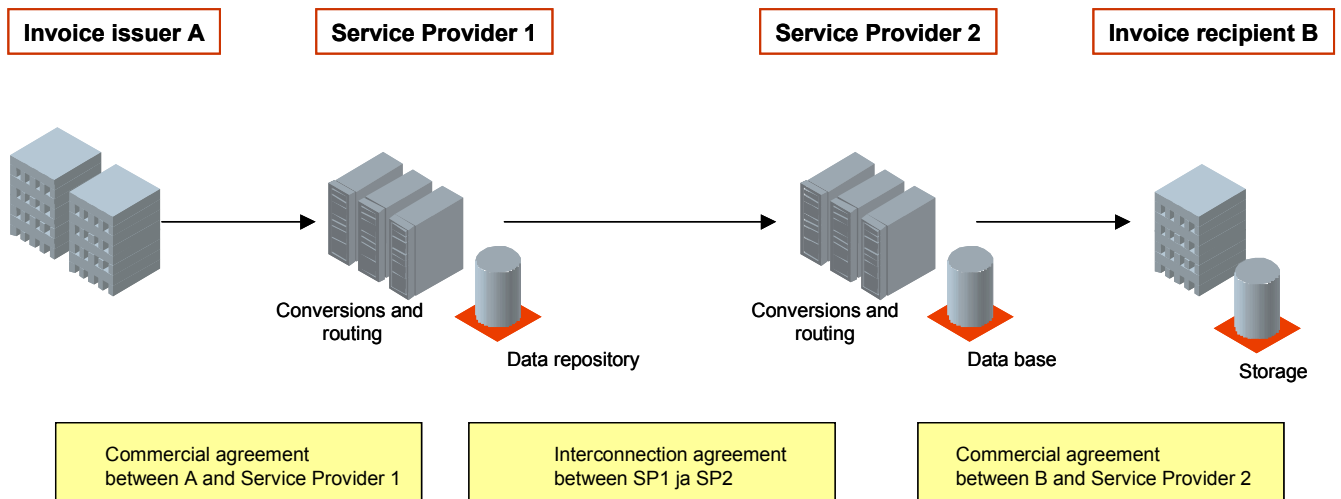 Invoice issuer A
Service Provider 1
Service Provider 2
Invoice recipient B
Conversions and
routing
Data repository
Conversions and
routing
Data base
Storage
Commercial agreement
between A and Service Provider 1
Interconnection agreement
between SP1 ja SP2
Commercial agreement
between B and Service Provider 2